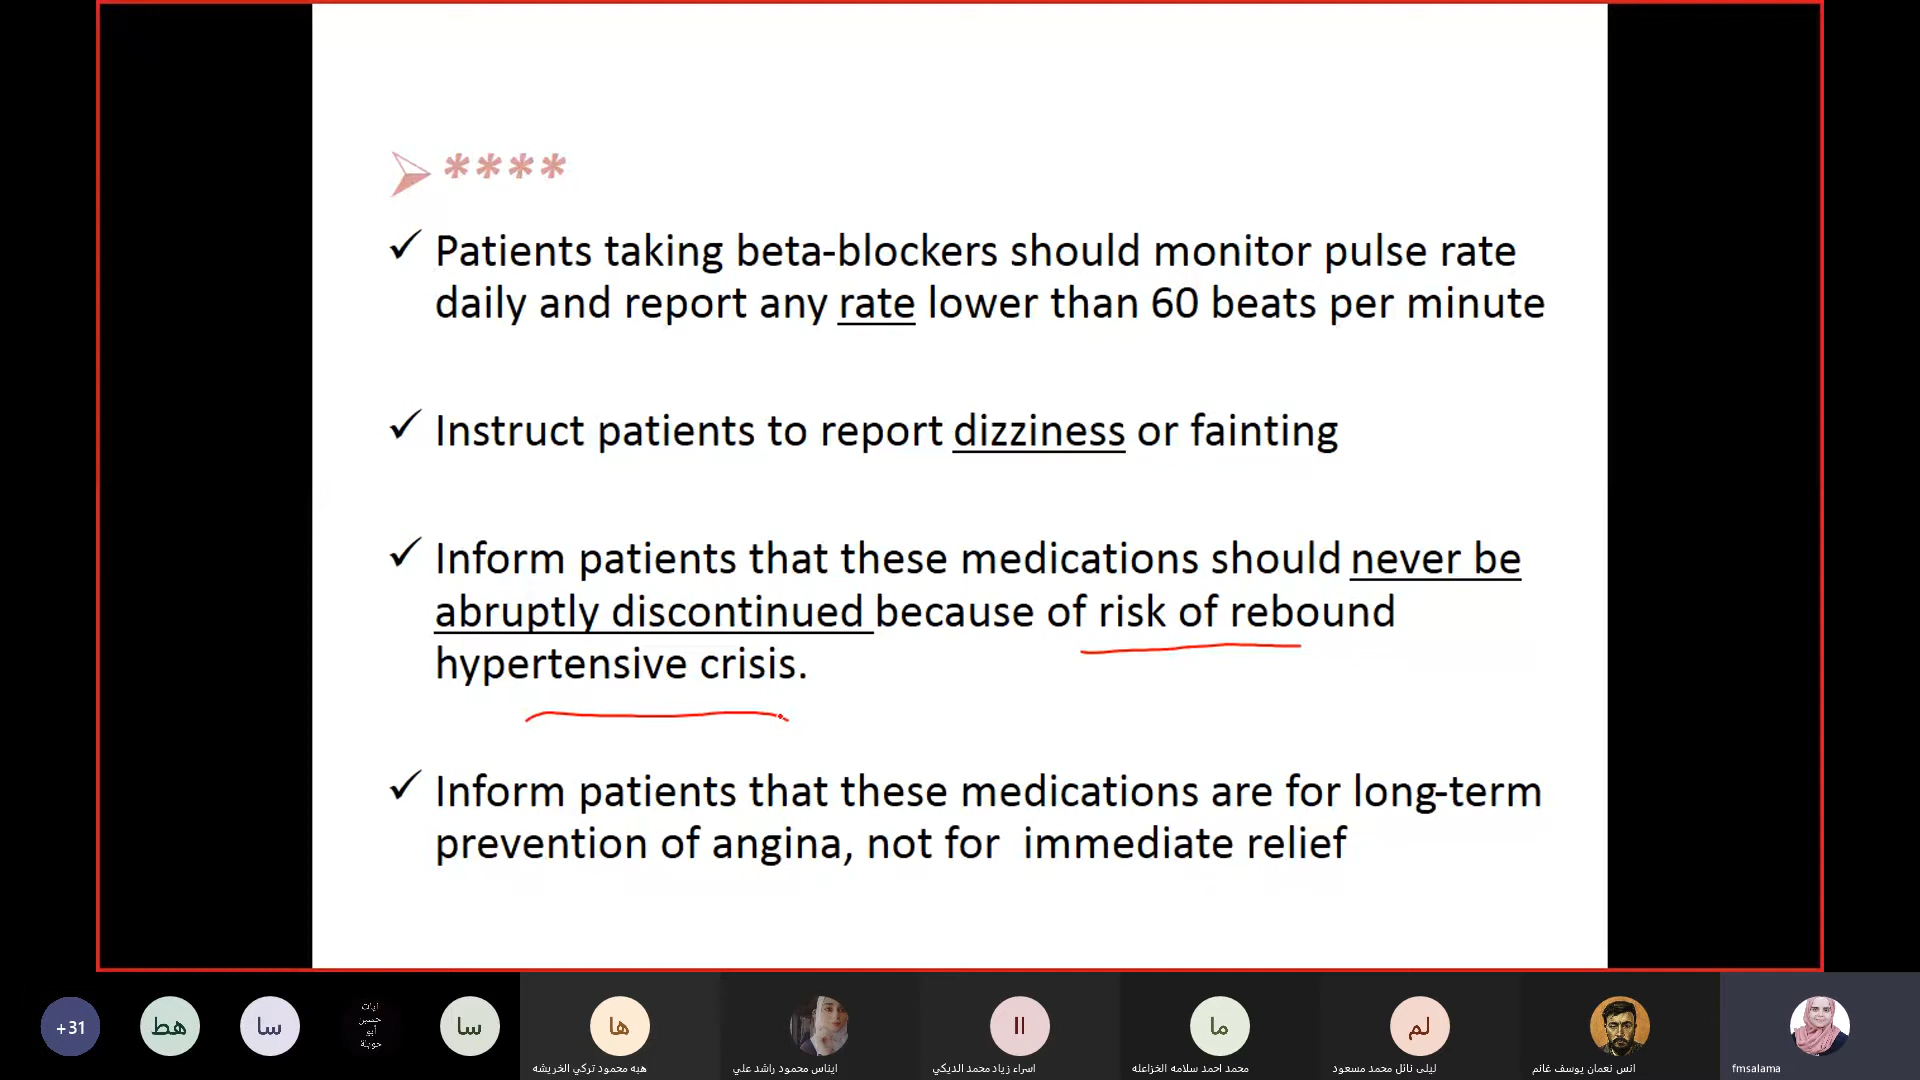 ****
Patients taking beta-blockers should monitor pulse rate
daily and report any rate lower than 60 beats per minute
Instruct patients to report dizziness or fainting
Inform patients that these medications should never be
abruptly discontinued because of risk of rebound
hypertensive crisis.
Inform patients that these medications are for long-term
prevention of angina, not for immediate relief
+31
هط
سا
ايات
حسين
أبو
حويلة
سا
ها
اا
ما
لم
هبه محمود تركي الخريشه
ايناس محمود راشد علي
اسراء زياد محمد الديكي
محمد احمد سلامه الخزاعله
ليلى نائل محمد مسعود
انس نعمان يوسف غانم
fmsalama